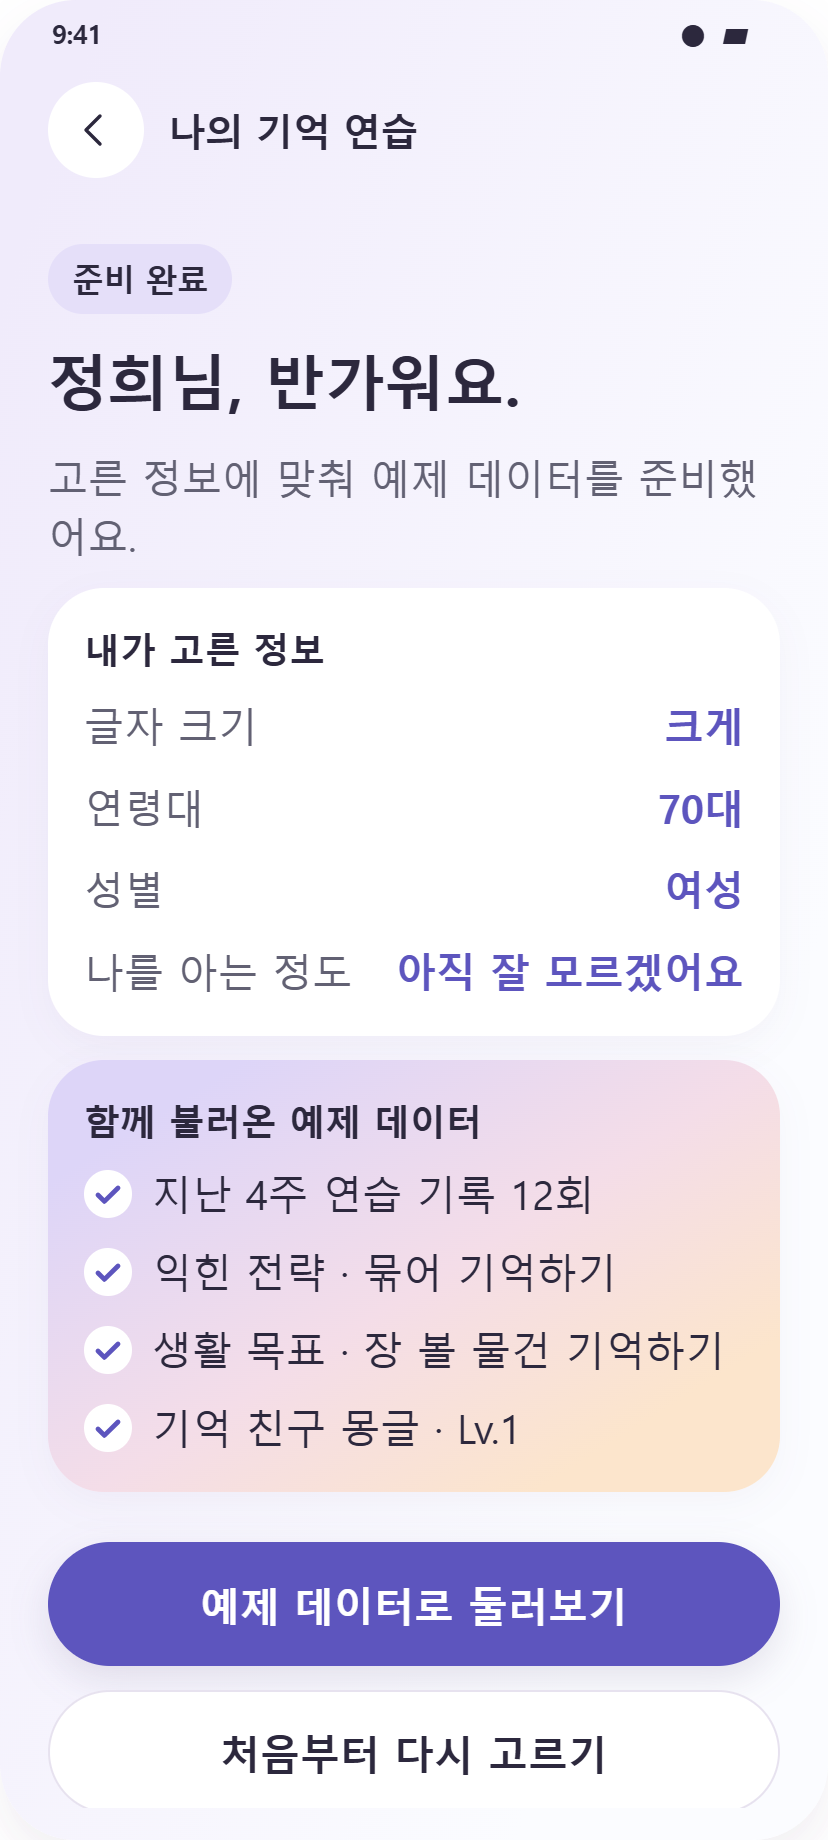 9:41
나의 기억 연습
준비 완료
정희님, 반가워요.
고른 정보에 맞춰 예제 데이터를 준비했
어요.
내가 고른 정보
글자 크기 크게
연령대 70대
성별 여성
나를 아는 정도 아직 잘 모르겠어요
함께 불러온 예제 데이터
지난 4주 연습 기록 12회
익힌 전략 · 묶어 기억하기
생활 목표 · 장 볼 물건 기억하기
기억 친구 몽글 · Lv.1
예제 데이터로 둘러보기
처음부터 다시 고르기